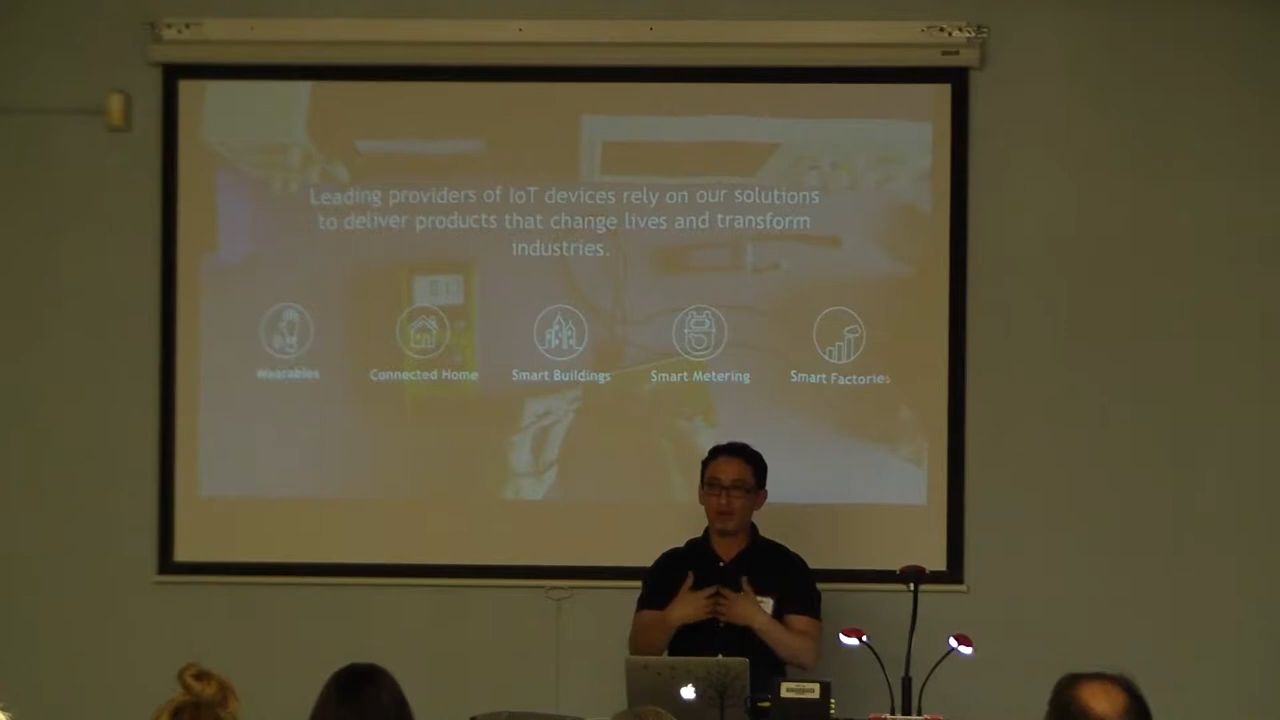 Leading providers of IoT devices rely on our solutions
to deliver products that change lives and transform
industries.
Wearables
Connected Home
Smart Buildings
Smart Metering
Smart Factories